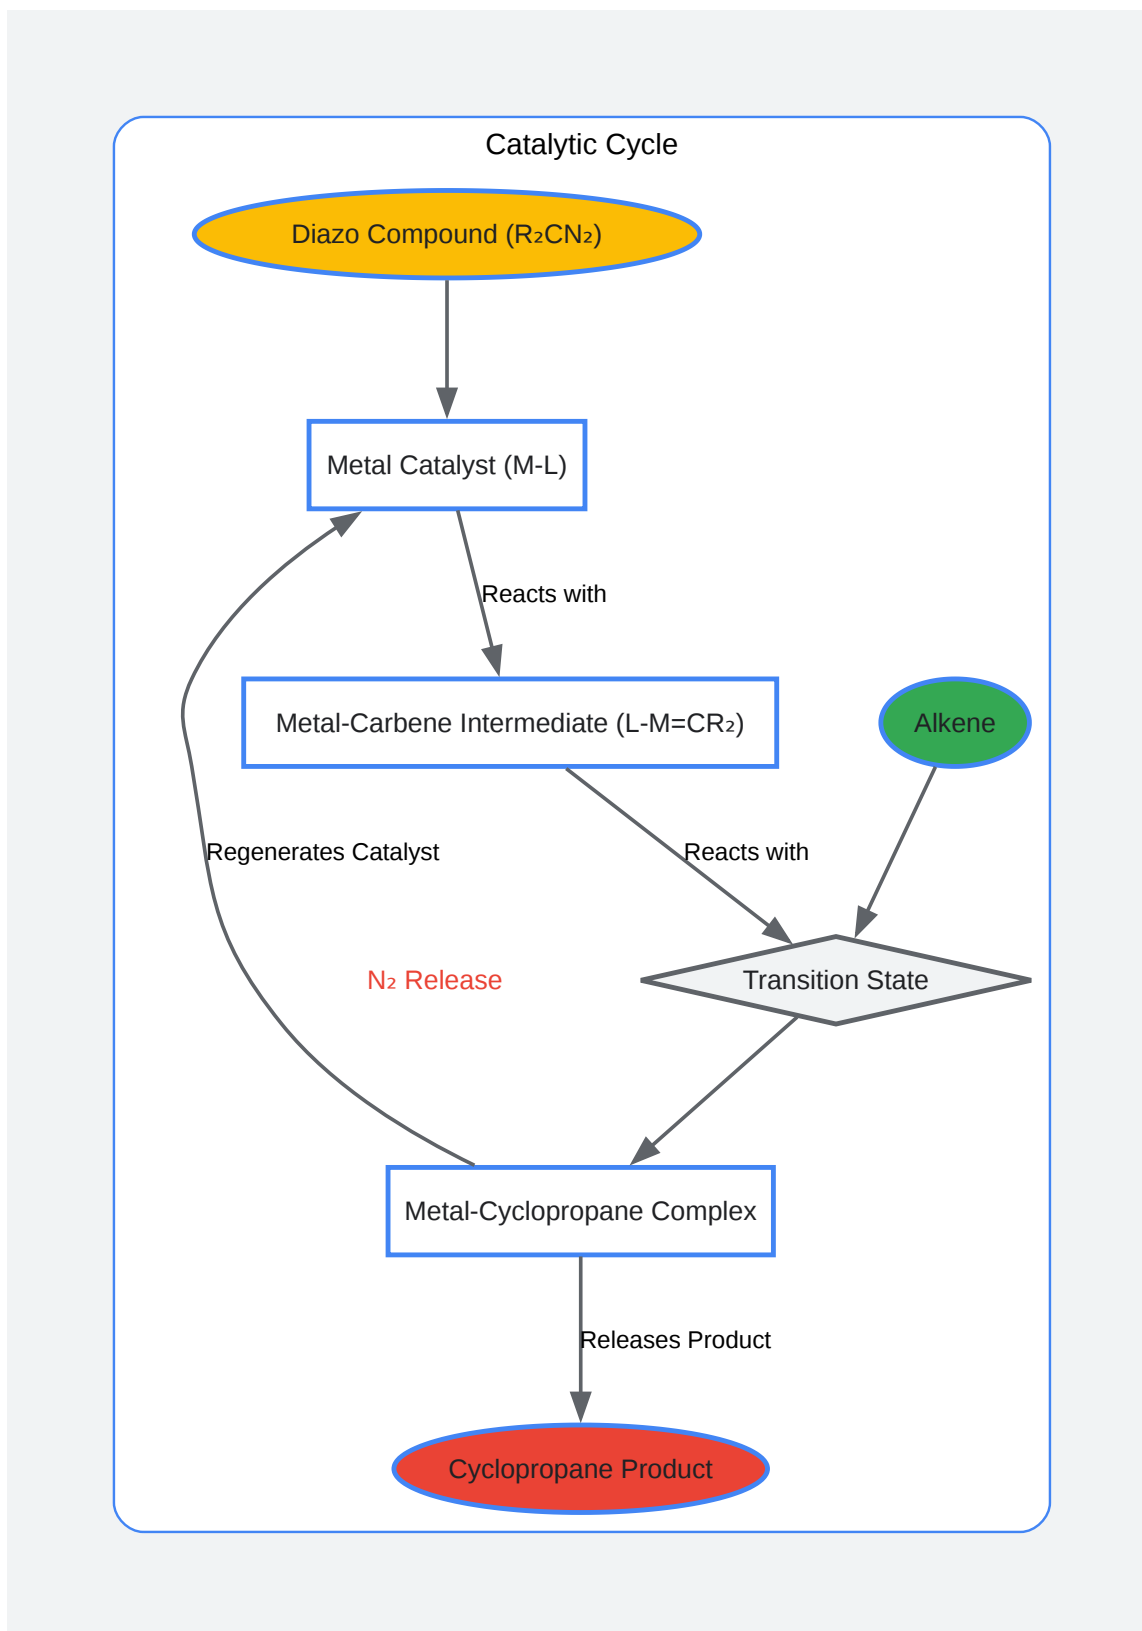 Catalytic Cycle
Diazo Compound (R₂CN₂)
Metal Catalyst (M-L)
Reacts with
Metal-Carbene Intermediate (L-M=CR₂)
Alkene
Regenerates Catalyst
Reacts with
N₂ Release
Transition State
Metal-Cyclopropane Complex
Releases Product
Cyclopropane Product